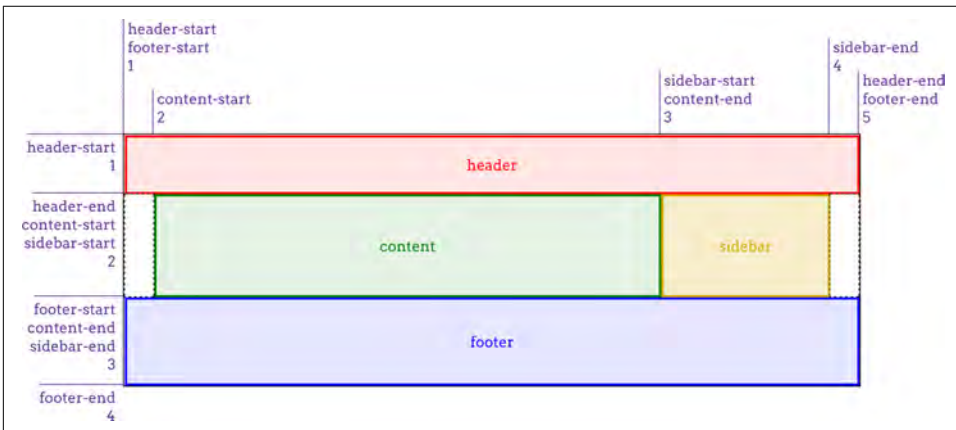 header-start
footer-start
1
sidebar-end
4
content-start
2
sidebar-start
content-end
3
header-end
footer-end
5
header-start
1
header
header-end
content-start
sidebar-start
2
content
sidebar
footer-start
content-end
sidebar-end
3
footer
footer-end
4